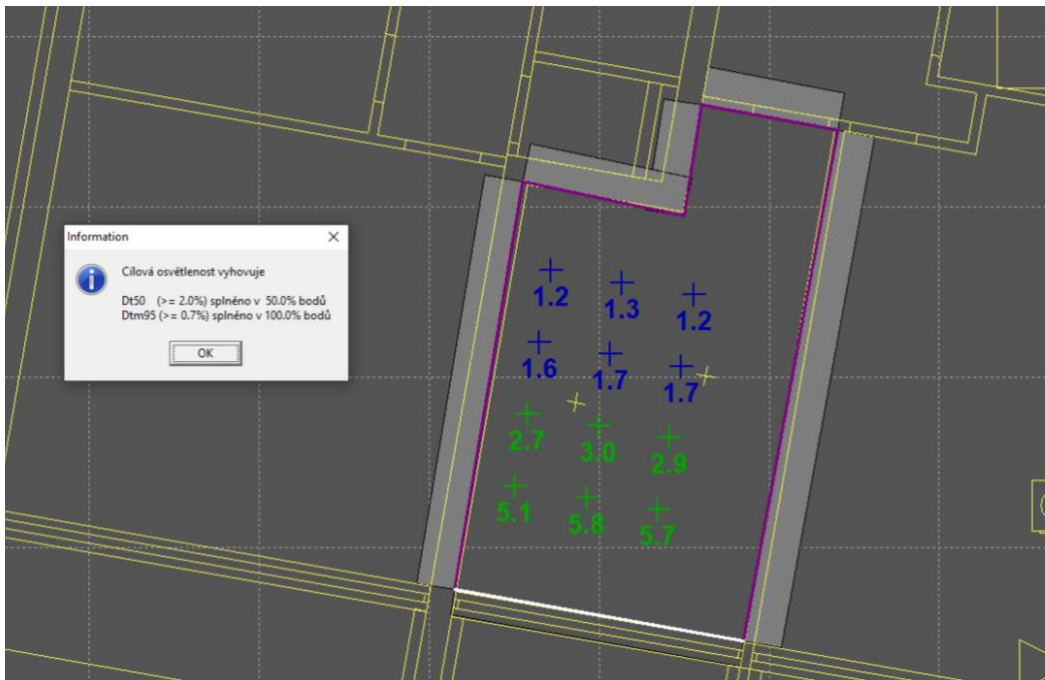 Information
Cílová osvětlenost vyhovuje
Dt50 (>= 2.0%) splněno v 50.0% bodů
Dtm95 (>= 0.7%) splněno v 100.0% bodů
OK
1.2 1.3 1.2
1.6 1.7 1.7
2.7 3.0 2.9
5.1 5.8 5.7